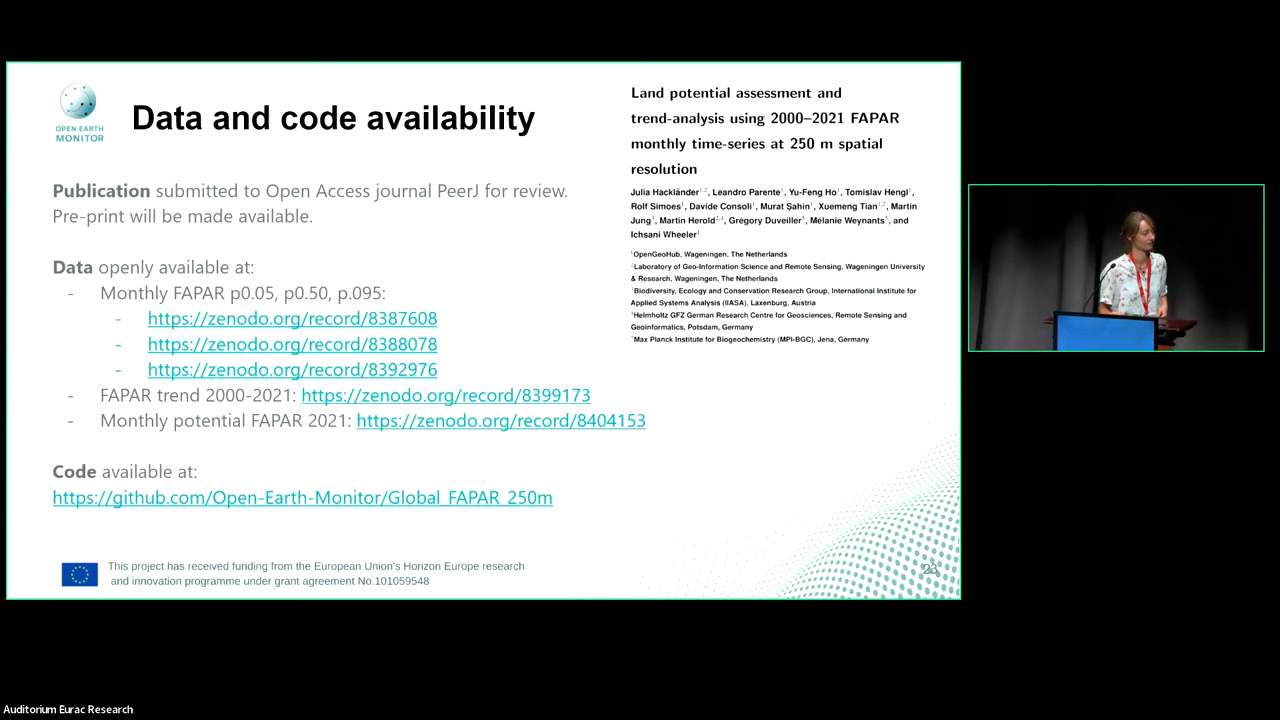 OPEN EARTH
MONITOR
Data and code availability
Publication submitted to Open Access journal PeerJ for review.
Pre-print will be made available.
Data openly available at:
- Monthly FAPAR p0.05, p0.50, p.095:
- https://zenodo.org/record/8387608
- https://zenodo.org/record/8388078
- https://zenodo.org/record/8392976
- FAPAR trend 2000-2021: https://zenodo.org/record/8399173
- Monthly potential FAPAR 2021: https://zenodo.org/record/8404153
Code available at:
https://github.com/Open-Earth-Monitor/Global_FAPAR_250m
Land potential assessment and
trend-analysis using 2000–2021 FAPAR
monthly time-series at 250 m spatial
resolution
Julia Hackländer, Leandro Parente, Yu-Feng Ho, Tomislav Hengl,
Rolf Simoes, Davide Consoli, Murat Şahin, Xuemeng Tian, Martin
Jung, Martin Herold, Gregory Duveiller, Mélanie Weynants, and
Ichsani Wheeler
OpenGeoHub, Wageningen, The Netherlands
Laboratory of Geo-Information Science and Remote Sensing, Wageningen University
& Research, Wageningen, The Netherlands
Biodiversity, Ecology and Conservation Research Group, International Institute for
Applied Systems Analysis (IIASA), Laxenburg, Austria
Helmholtz GFZ German Research Centre for Geosciences, Remote Sensing and
Geoinformatics, Potsdam, Germany
Max Planck Institute for Biogeochemistry (MPI-BGC), Jena, Germany
This project has received funding from the European Union's Horizon Europe research
and innovation programme under grant agreement No.101059548
23
Auditorium Eurac Research